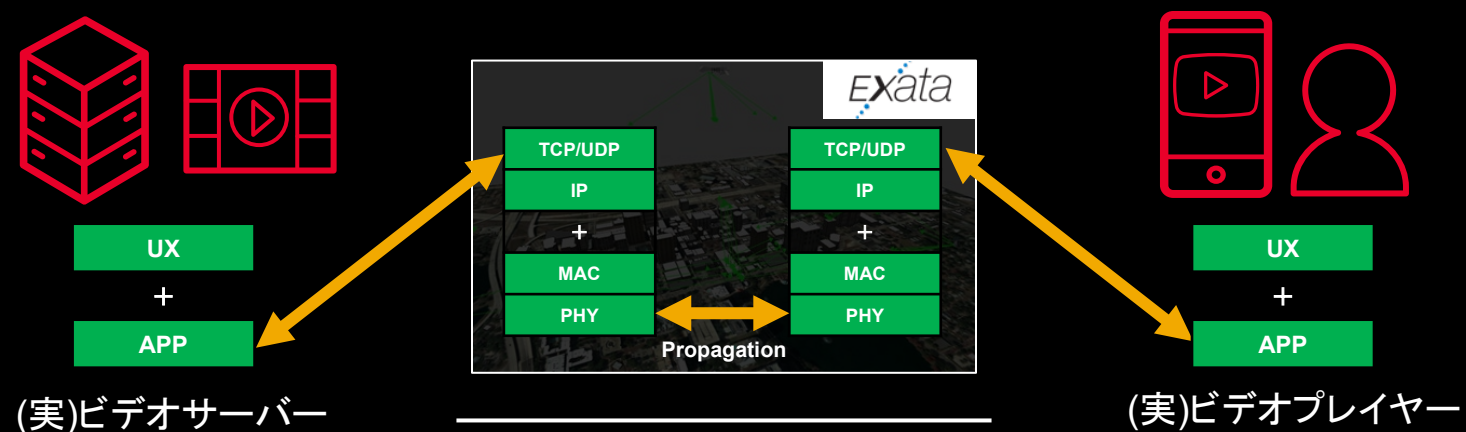 EXata
TCP/UDP
IP
+
MAC
PHY
TCP/UDP
IP
+
MAC
PHY
Propagation
UX
+
APP
(実)ビデオサーバー
UX
+
APP
(実)ビデオプレイヤー